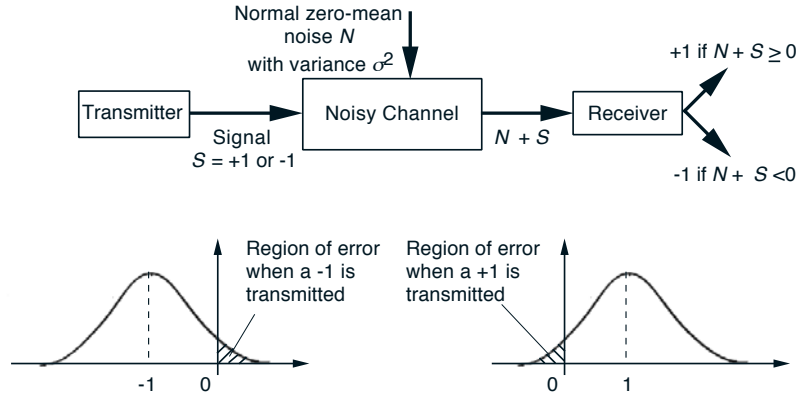 Normal zero-mean
noise N
with variance σ²
Transmitter
Noisy Channel
Receiver
Signal
S = +1 or -1
N + S
+1 if N + S ≥ 0
-1 if N + S <0
Region of error
when a -1 is
transmitted
Region of error
when a +1 is
transmitted
-1
0
0
1